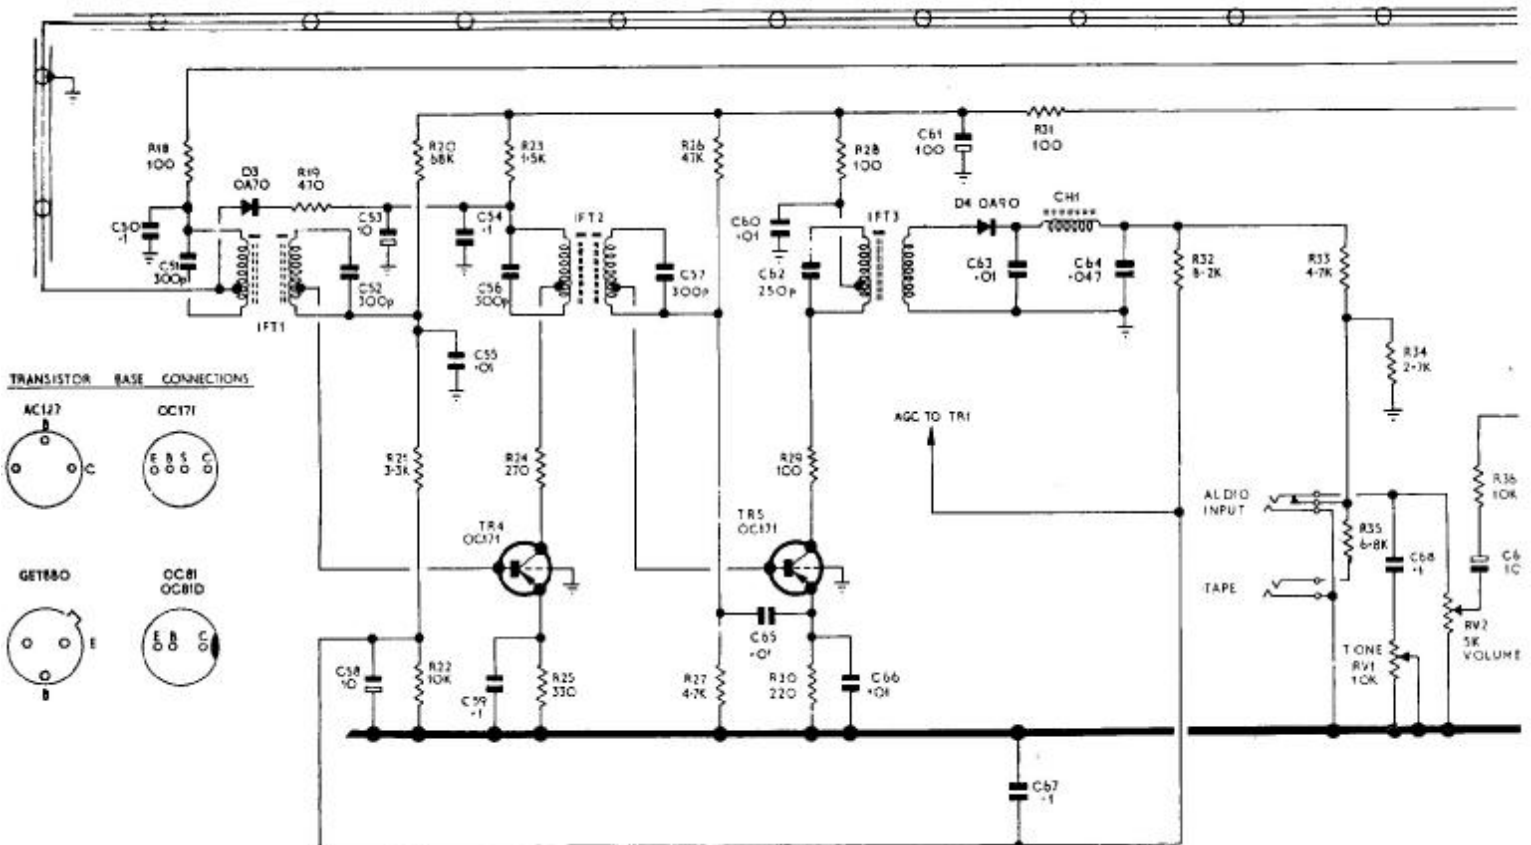 R18
100
D3
OA70
R19
470
C50
·1
C51
300p
C52
300p
C53
10
IFT1
R20
68K
R23
1·5K
C54
·1
IFT2
C56
300p
C57
300p
C55
·01
R26
47K
R28
100
C61
100
R31
100
C60
·01
C62
250p
IFT3
D4 OA90
CH1
C63
·01
C64
·047
R32
8·2K
R33
4·7K
R34
2·7K
TRANSISTOR BASE CONNECTIONS
AC127
B
C
OC171
E B S C
GET880
E
B
OC81
OC81D
E B C
R21
3·3K
R24
270
TR4
OC171
R29
100
TR5
OC171
AGC TO TR1
AUDIO
INPUT
TAPE
R35
6·8K
C68
·1
R36
10K
C6
1C
RV2
5K
VOLUME
TONE
RV1
10K
C58
10
R22
10K
C59
·1
R25
330
C65
·01
R27
4·7K
R30
220
C66
·01
C67
·1